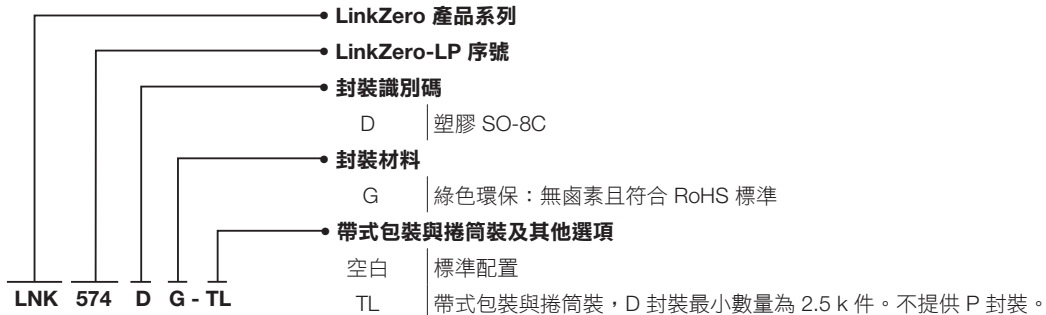 LinkZero 產品系列
LinkZero-LP 序號
封裝識別碼
D 塑膠 SO-8C
封裝材料
G 綠色環保：無鹵素且符合 RoHS 標準
帶式包裝與捲筒裝及其他選項
空白 標準配置
TL 帶式包裝與捲筒裝，D 封裝最小數量為 2.5 k 件。不提供 P 封裝。
LNK 574 D G - TL